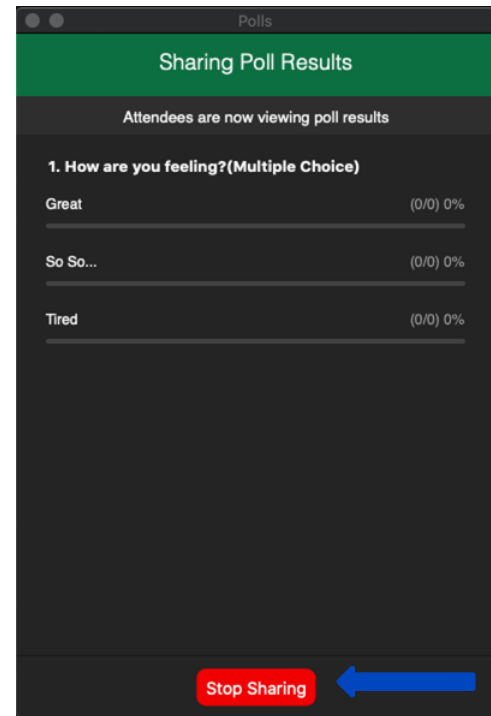 Polls
Sharing Poll Results
Attendees are now viewing poll results
1. How are you feeling?(Multiple Choice)
Great (0/0) 0%
So So... (0/0) 0%
Tired (0/0) 0%
Stop Sharing